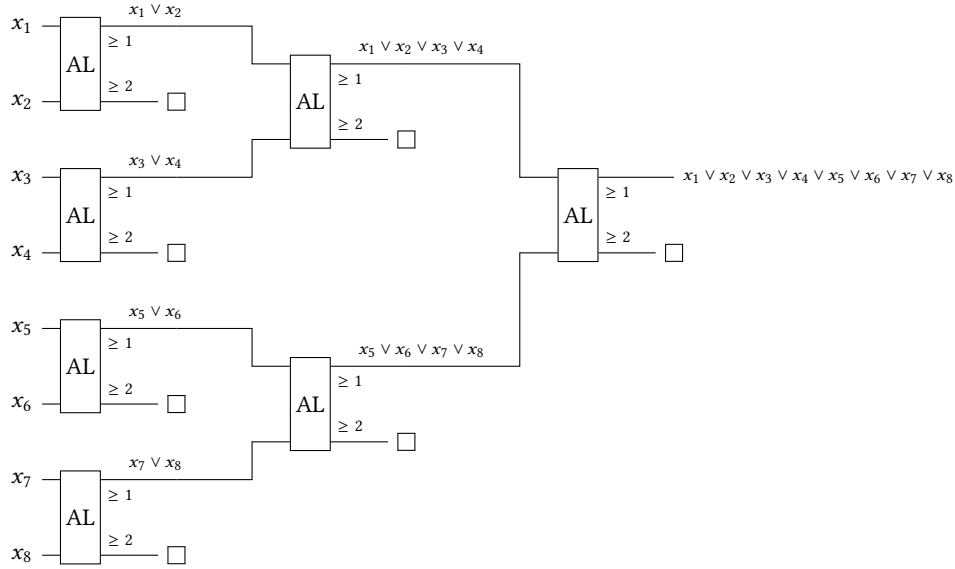 x₁ ∨ x₂
x₁
≥ 1
x₁ ∨ x₂ ∨ x₃ ∨ x₄
AL
≥ 1
≥ 2
x₂
AL
≥ 2
x₃ ∨ x₄
x₃
x₁ ∨ x₂ ∨ x₃ ∨ x₄ ∨ x₅ ∨ x₆ ∨ x₇ ∨ x₈
≥ 1
≥ 1
AL
AL
≥ 2
≥ 2
x₄
x₅ ∨ x₆
x₅
≥ 1
x₅ ∨ x₆ ∨ x₇ ∨ x₈
AL
≥ 1
≥ 2
x₆
AL
≥ 2
x₇ ∨ x₈
x₇
≥ 1
AL
≥ 2
x₈